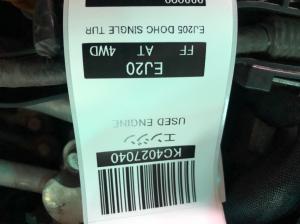 KC4027040
エンジン
USED ENGINE
EJ20
FF AT 4WD
EJ205 DOHC SINGLE TUR